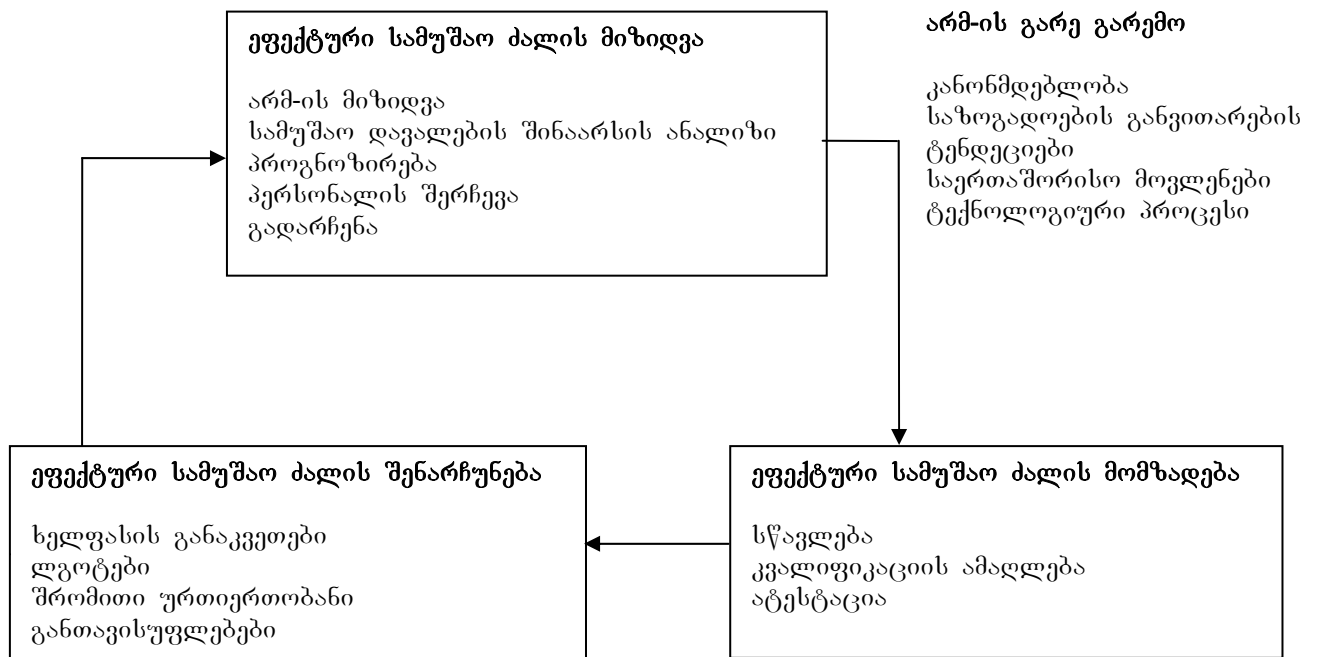 ეფექტური სამუშაო ძალის მიზიდვა
არმ-ის მიზიდვა
სამუშაო დავალების შინაარსის ანალიზი
პროგნოზირება
პერსონალის შერჩევა
გადარჩენა
არმ-ის გარე გარემო
კანონმდებლობა
საზოგადოების განვითარების
ტენდეციები
საერთაშორისო მოვლენები
ტექნოლოგიური პროცესი
ეფექტური სამუშაო ძალის შენარჩუნება
ხელფასის განაკვეთები
ლგოტები
შრომითი ურთიერთობანი
განთავისუფლებები
ეფექტური სამუშაო ძალის მომზადება
სწავლება
კვალიფიკაციის ამაღლება
ატესტაცია